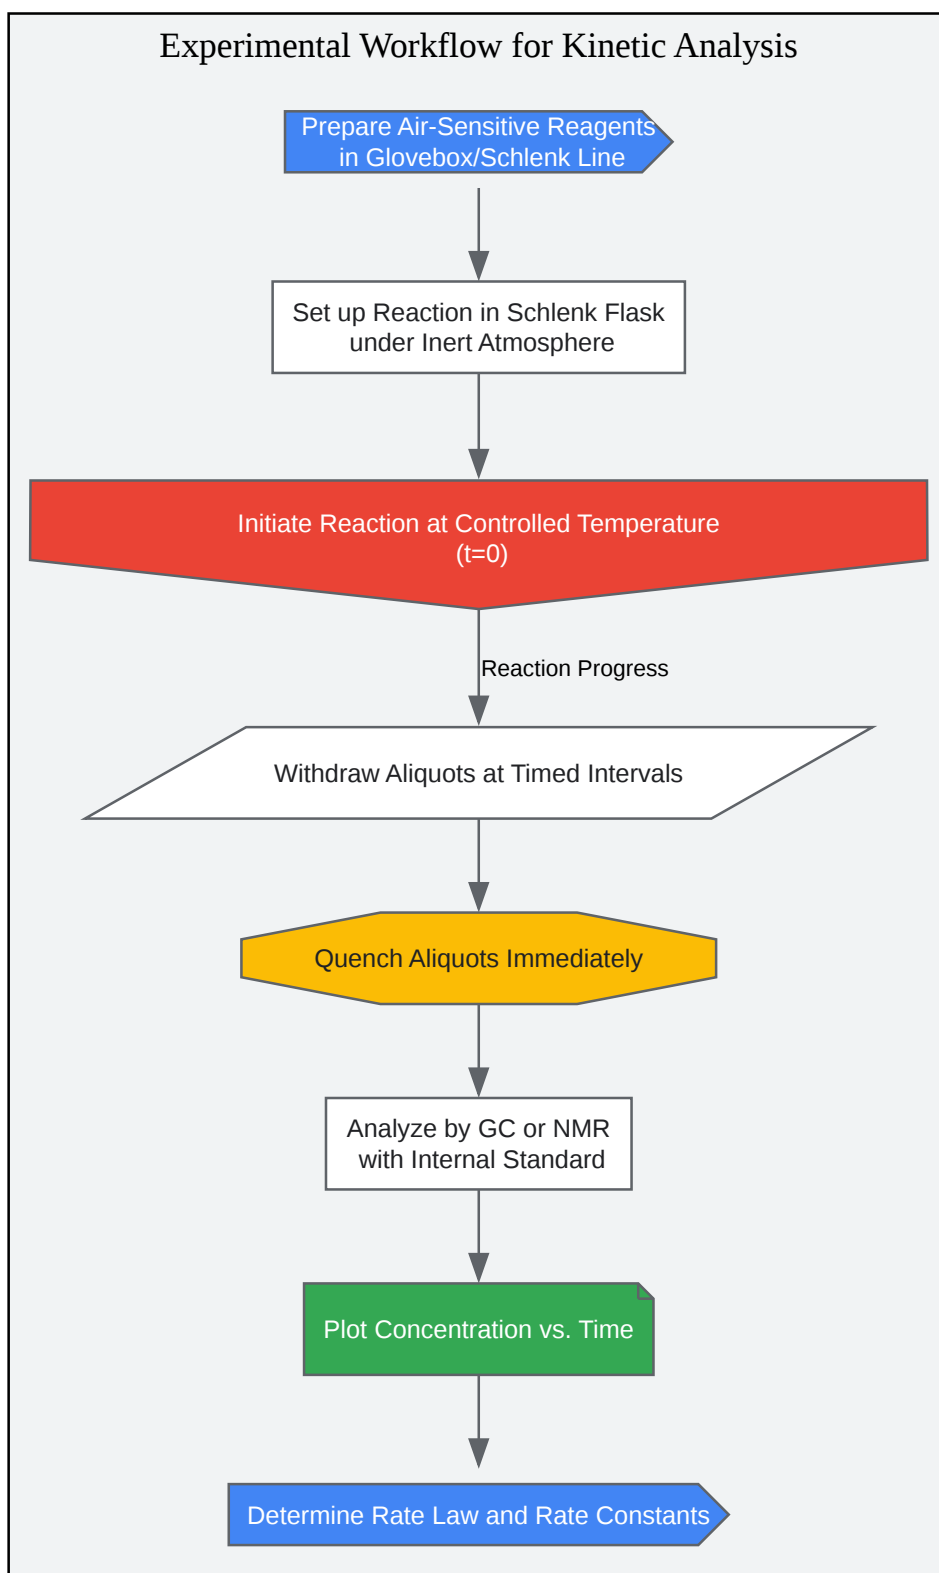 Experimental Workflow for Kinetic Analysis
Prepare Air-Sensitive Reagents
in Glovebox/Schlenk Line
Set up Reaction in Schlenk Flask
under Inert Atmosphere
Initiate Reaction at Controlled Temperature
(t=0)
Reaction Progress
Withdraw Aliquots at Timed Intervals
Quench Aliquots Immediately
Analyze by GC or NMR
with Internal Standard
Plot Concentration vs. Time
Determine Rate Law and Rate Constants